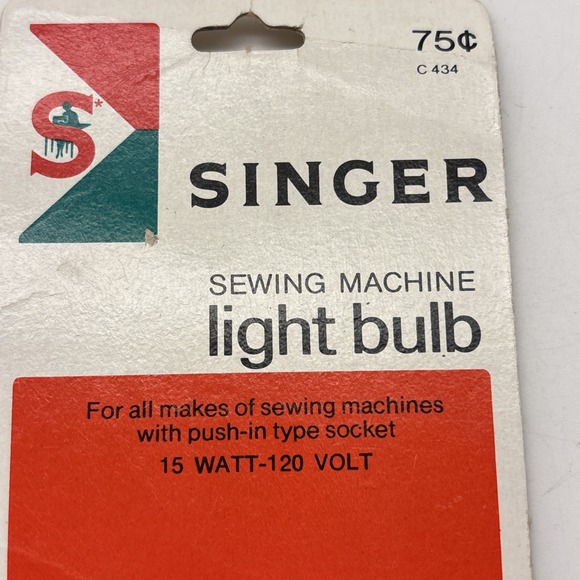 75¢
C 434
S*
SINGER
SEWING MACHINE
light bulb
For all makes of sewing machines
with push-in type socket
15 WATT-120 VOLT